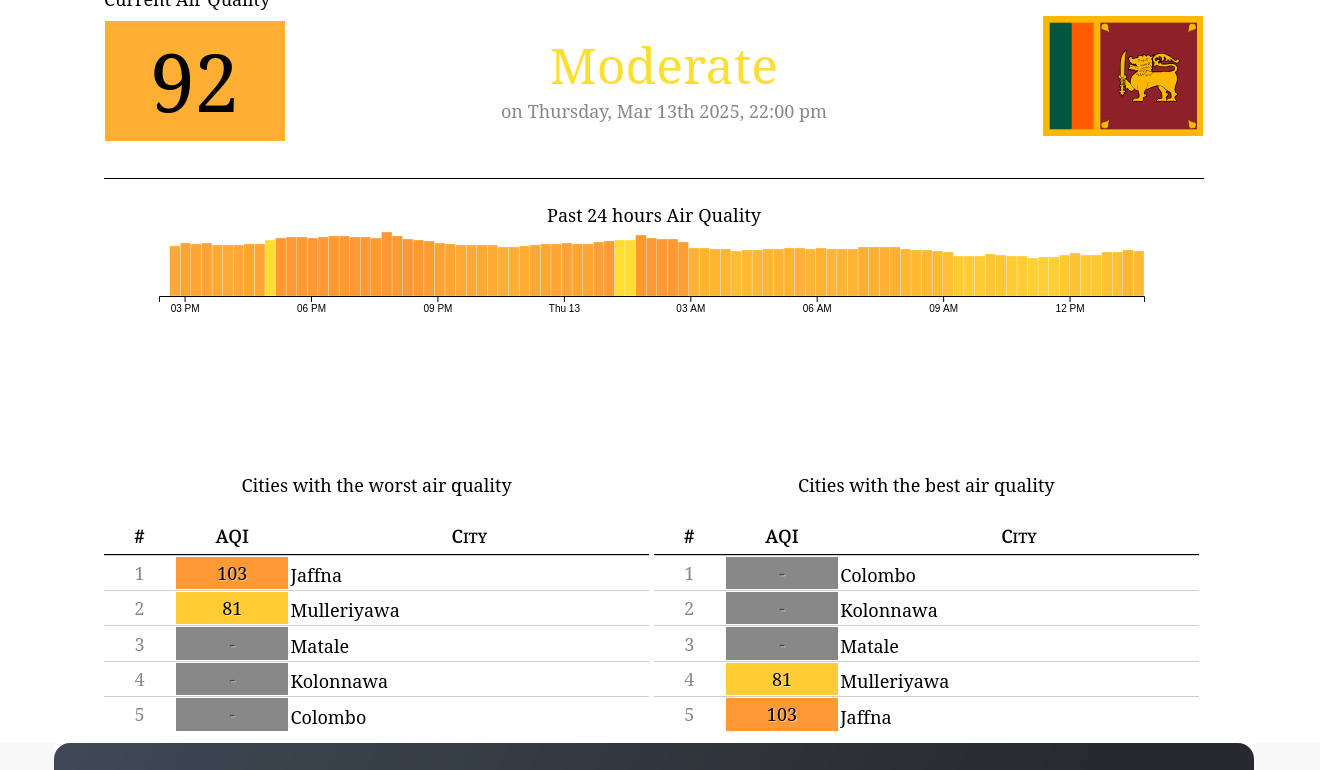 Current Air Quality
92
Moderate
on Thursday, Mar 13th 2025, 22:00 pm
Past 24 hours Air Quality
03 PM 06 PM 09 PM Thu 13 03 AM 06 AM 09 AM 12 PM
Cities with the worst air quality
# AQI City
1 103 Jaffna
2 81 Mulleriyawa
3 - Matale
4 - Kolonnawa
5 - Colombo
Cities with the best air quality
# AQI City
1 - Colombo
2 - Kolonnawa
3 - Matale
4 81 Mulleriyawa
5 103 Jaffna